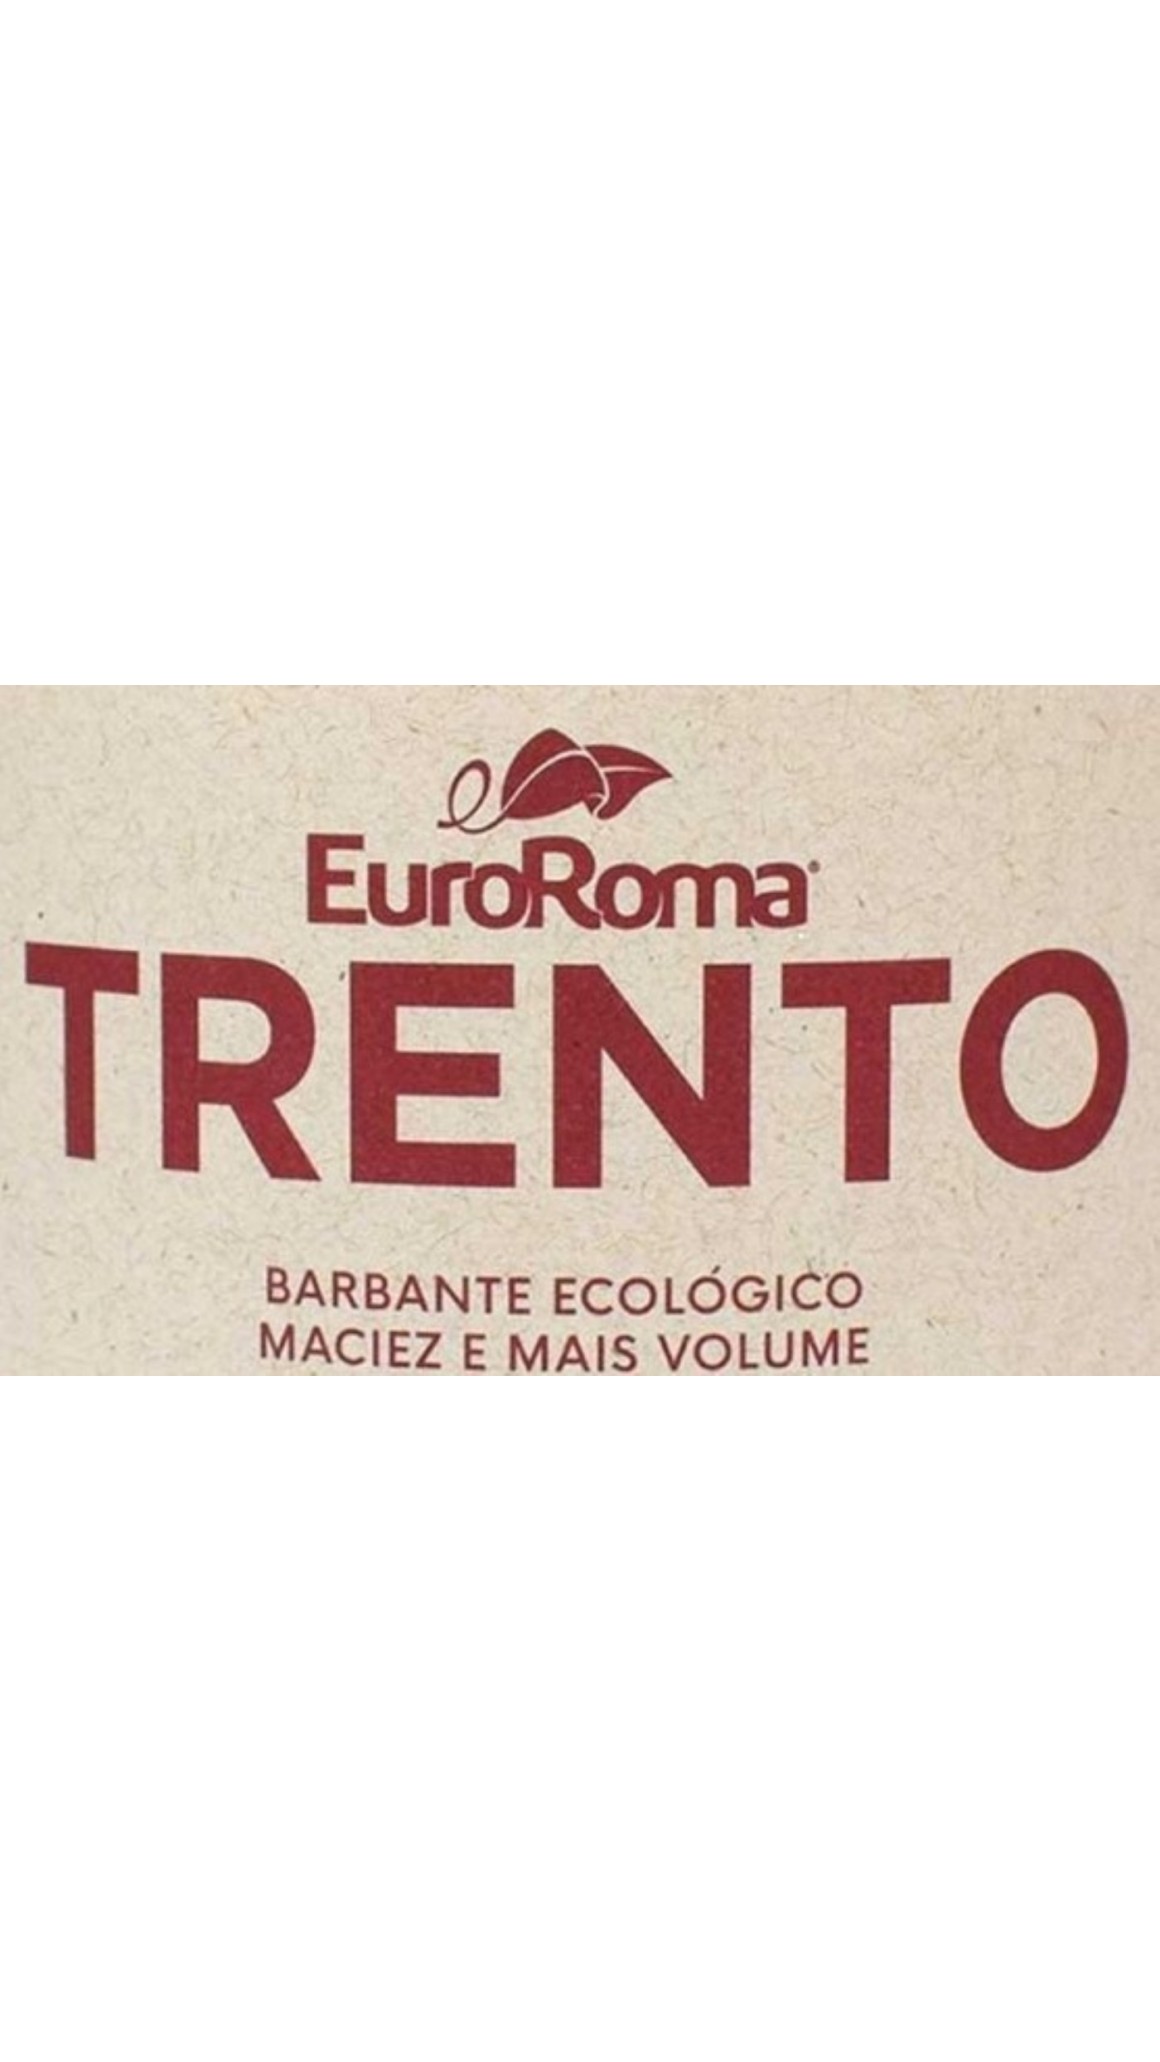 EuroRoma®
TRENTO
BARBANTE ECOLÓGICO
MACIEZ E MAIS VOLUME